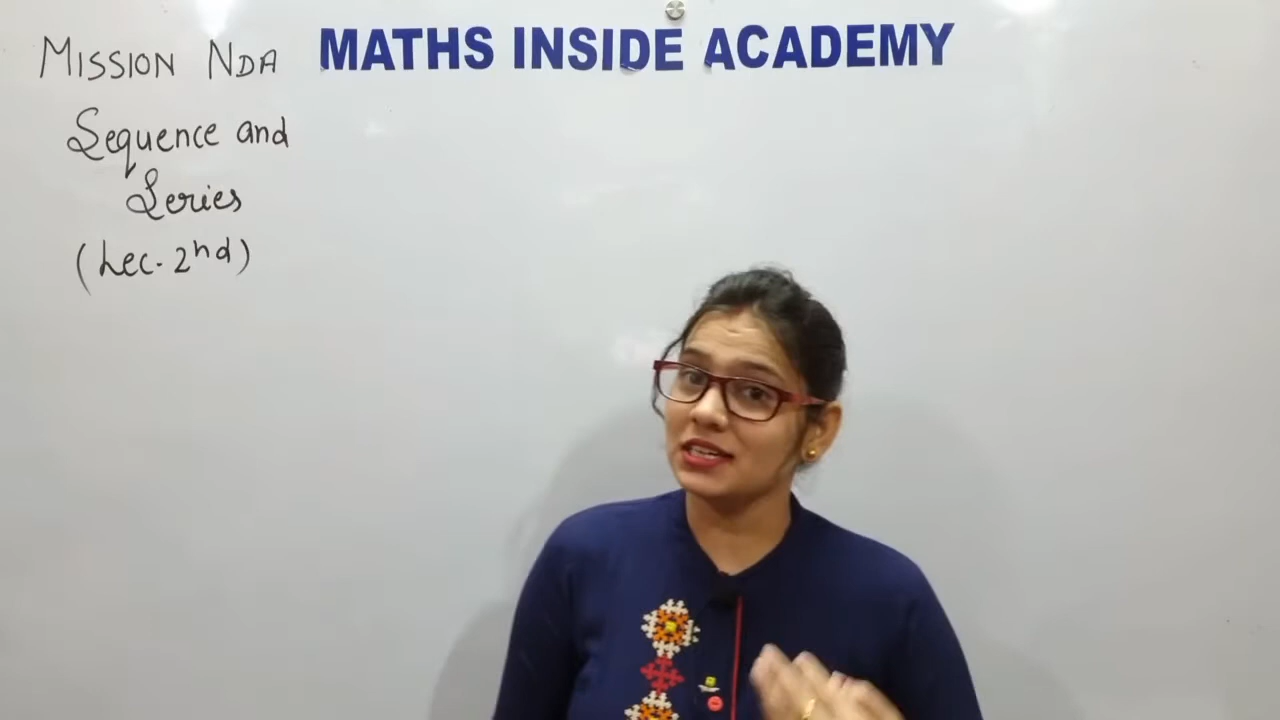 MATHS INSIDE ACADEMY
MISSION NDA
Sequence and
Series
(Lec. 2nd)